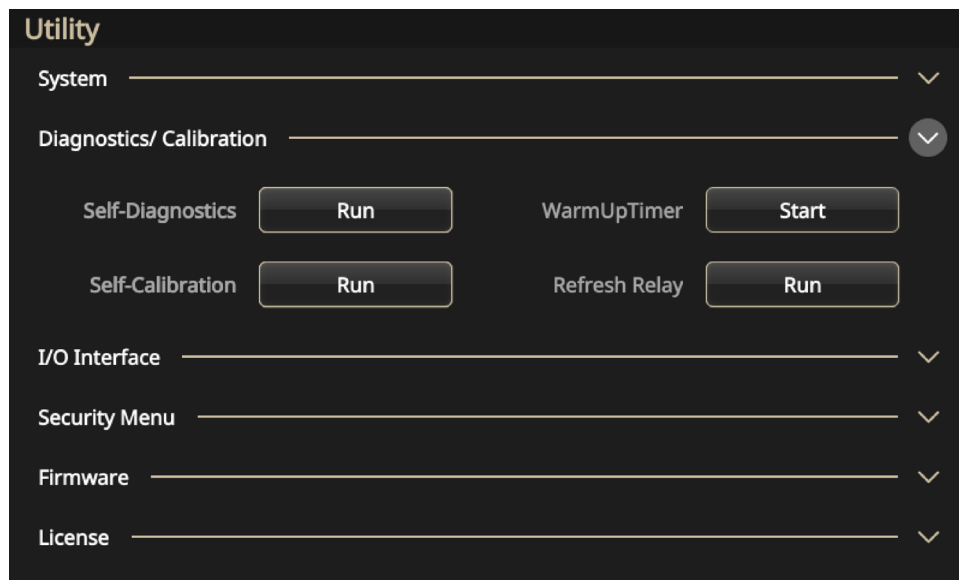 Utility
System
Diagnostics/ Calibration
Self-Diagnostics Run WarmUpTimer Start
Self-Calibration Run Refresh Relay Run
I/O Interface
Security Menu
Firmware
License